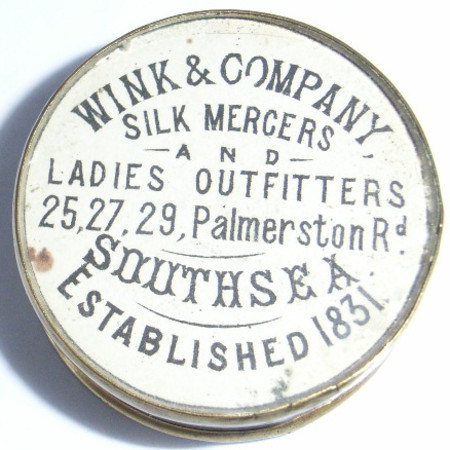 WINK & COMPANY,
SILK MERCERS
- AND -
LADIES OUTFITTERS
25, 27, 29, Palmerston Rd.
SOUTHSEA.
ESTABLISHED 1831